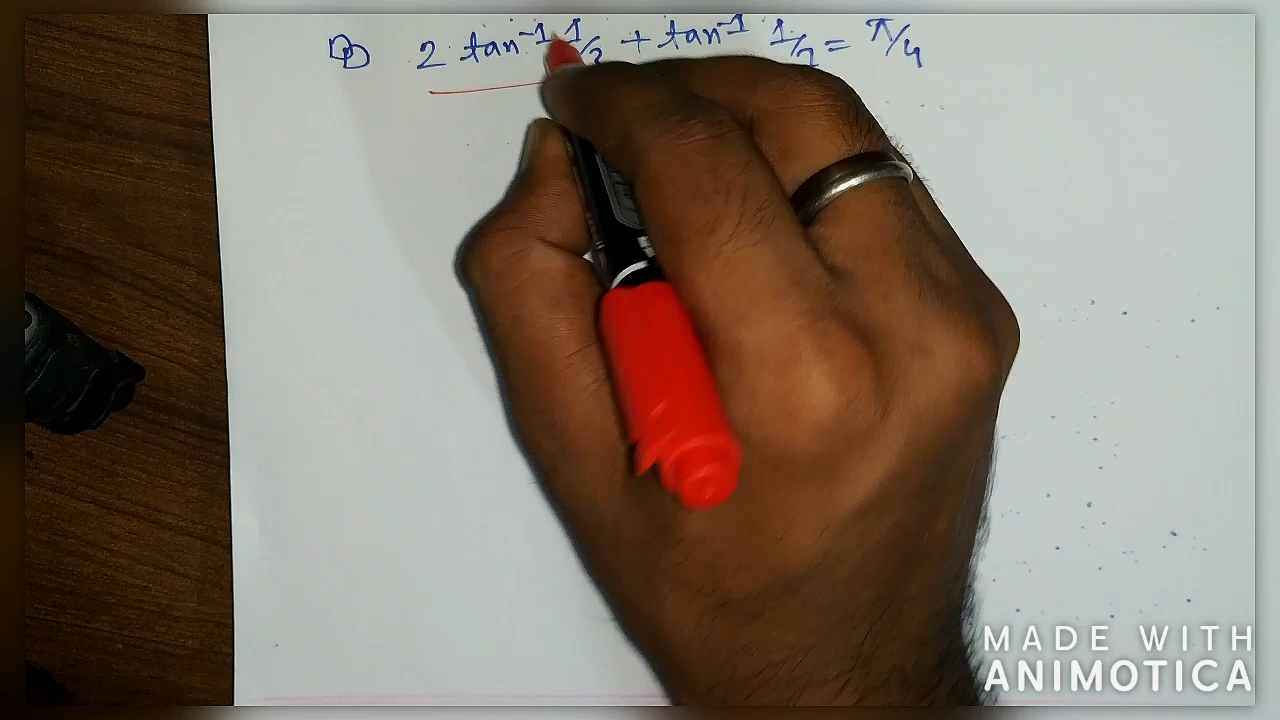 2 tan⁻¹ 1/3 + tan⁻¹ 1/7 = π/4
MADE WITH
ANIMOTICA